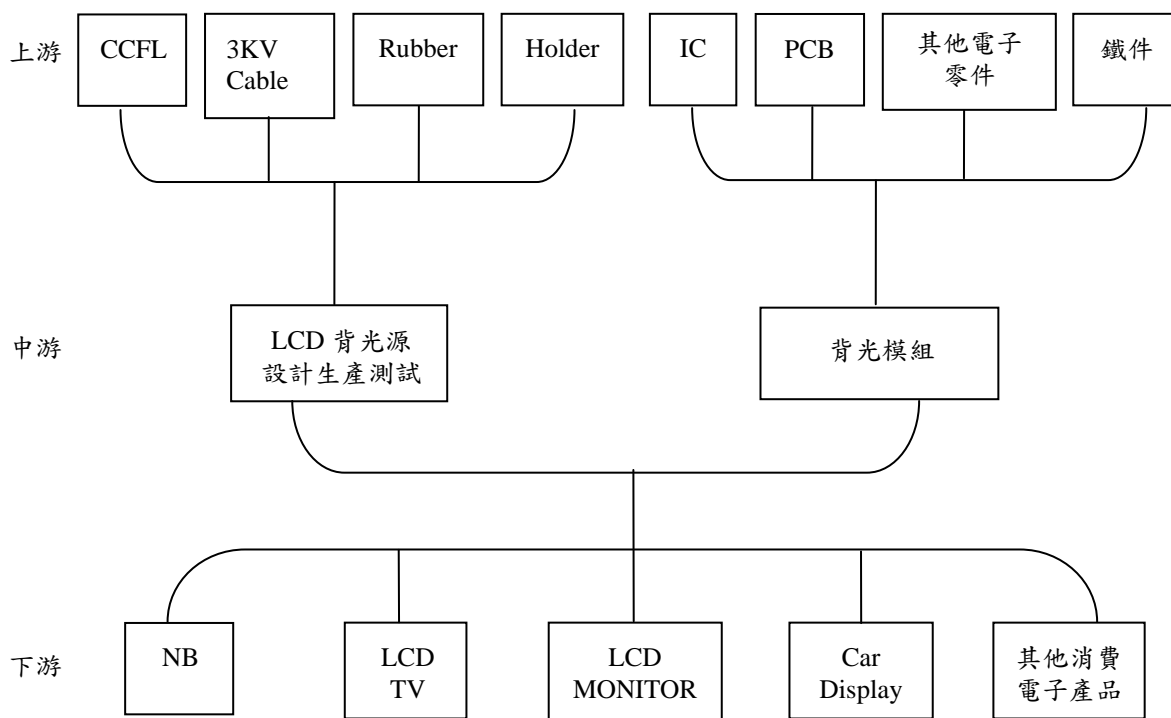 上游
CCFL
3KV
Cable
Rubber
Holder
IC
PCB
其他電子
零件
鐵件
中游
LCD 背光源
設計生產測試
背光模組
下游
NB
LCD
TV
LCD
MONITOR
Car
Display
其他消費
電子產品